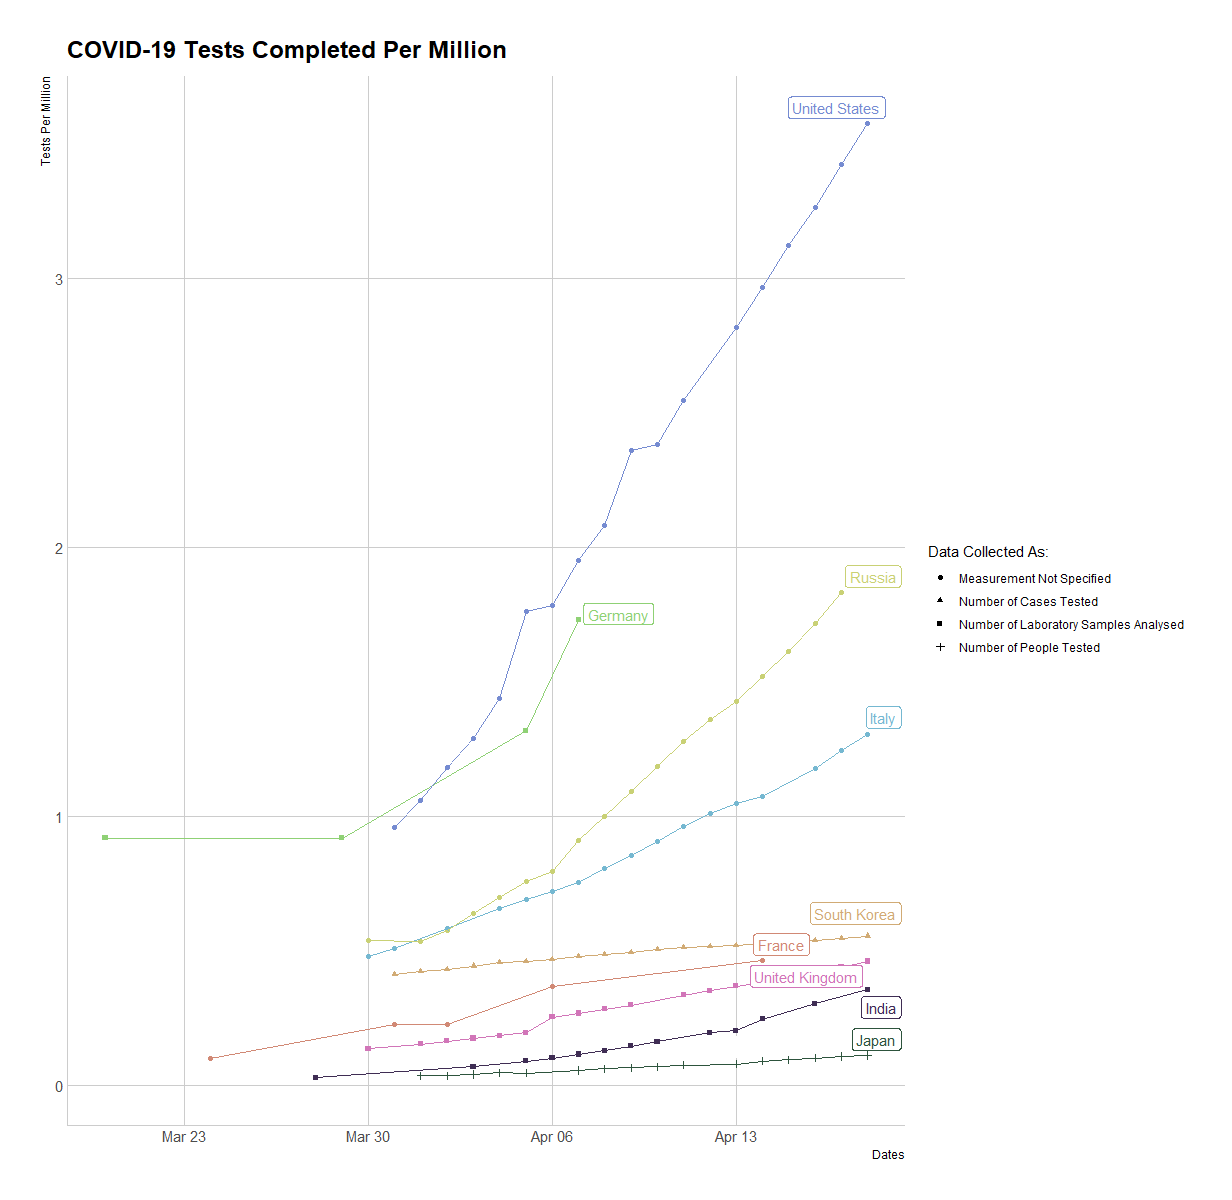 COVID-19 Tests Completed Per Million
Tests Per Million
United States
3
2
Data Collected As:
Measurement Not Specified
Number of Cases Tested
Number of Laboratory Samples Analysed
Number of People Tested
Russia
Germany
Italy
1
South Korea
France
United Kingdom
India
Japan
0
Mar 23
Mar 30
Apr 06
Apr 13
Dates